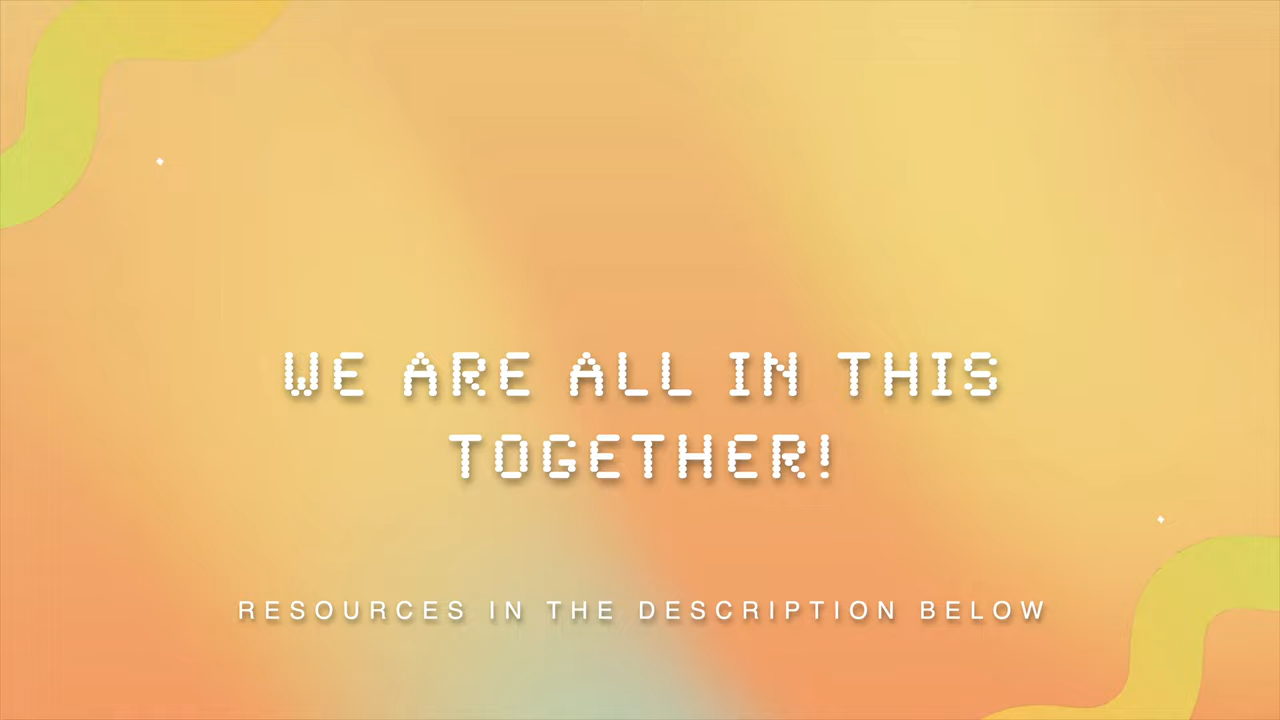 WE ARE ALL IN THIS
TOGETHER!
RESOURCES IN THE DESCRIPTION BELOW